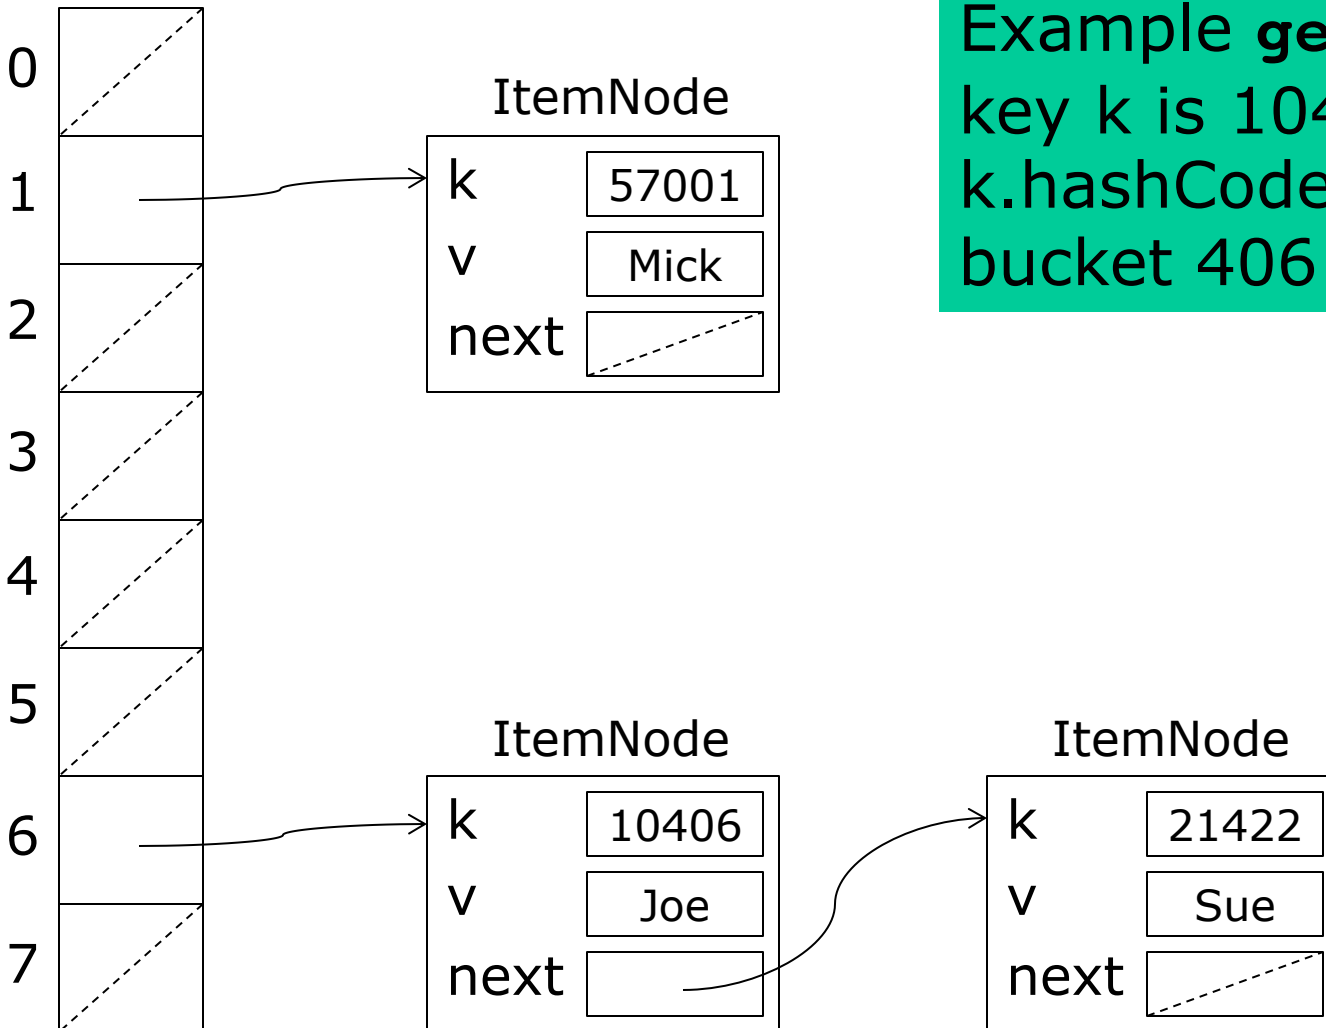 0
1
2
3
4
5
6
7
ItemNode
k 57001
v Mick
next
ItemNode
k 10406
v Joe
next
ItemNode
k 21422
v Sue
next
Example
key k is
k.hashCode
bucket 406